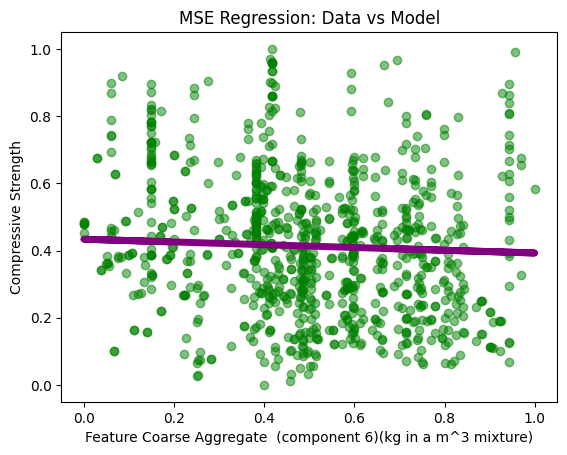 MSE Regression: Data vs Model
1.0
0.8
0.6
0.4
0.2
0.0
Compressive Strength
0.0 0.2 0.4 0.6 0.8 1.0
Feature Coarse Aggregate  (component 6)(kg in a m^3 mixture)